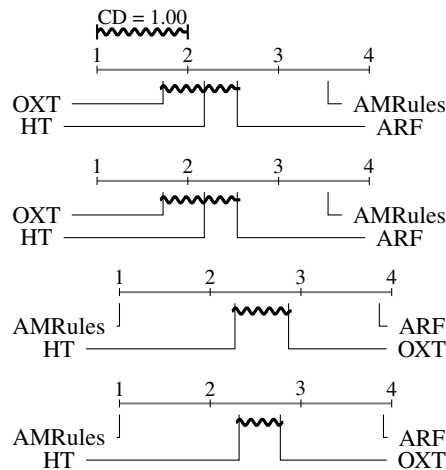 CD = 1.00
1 2 3 4
OXT AMRules
HT ARF
1 2 3 4
OXT AMRules
HT ARF
1 2 3 4
AMRules ARF
HT OXT
1 2 3 4
AMRules ARF
HT OXT